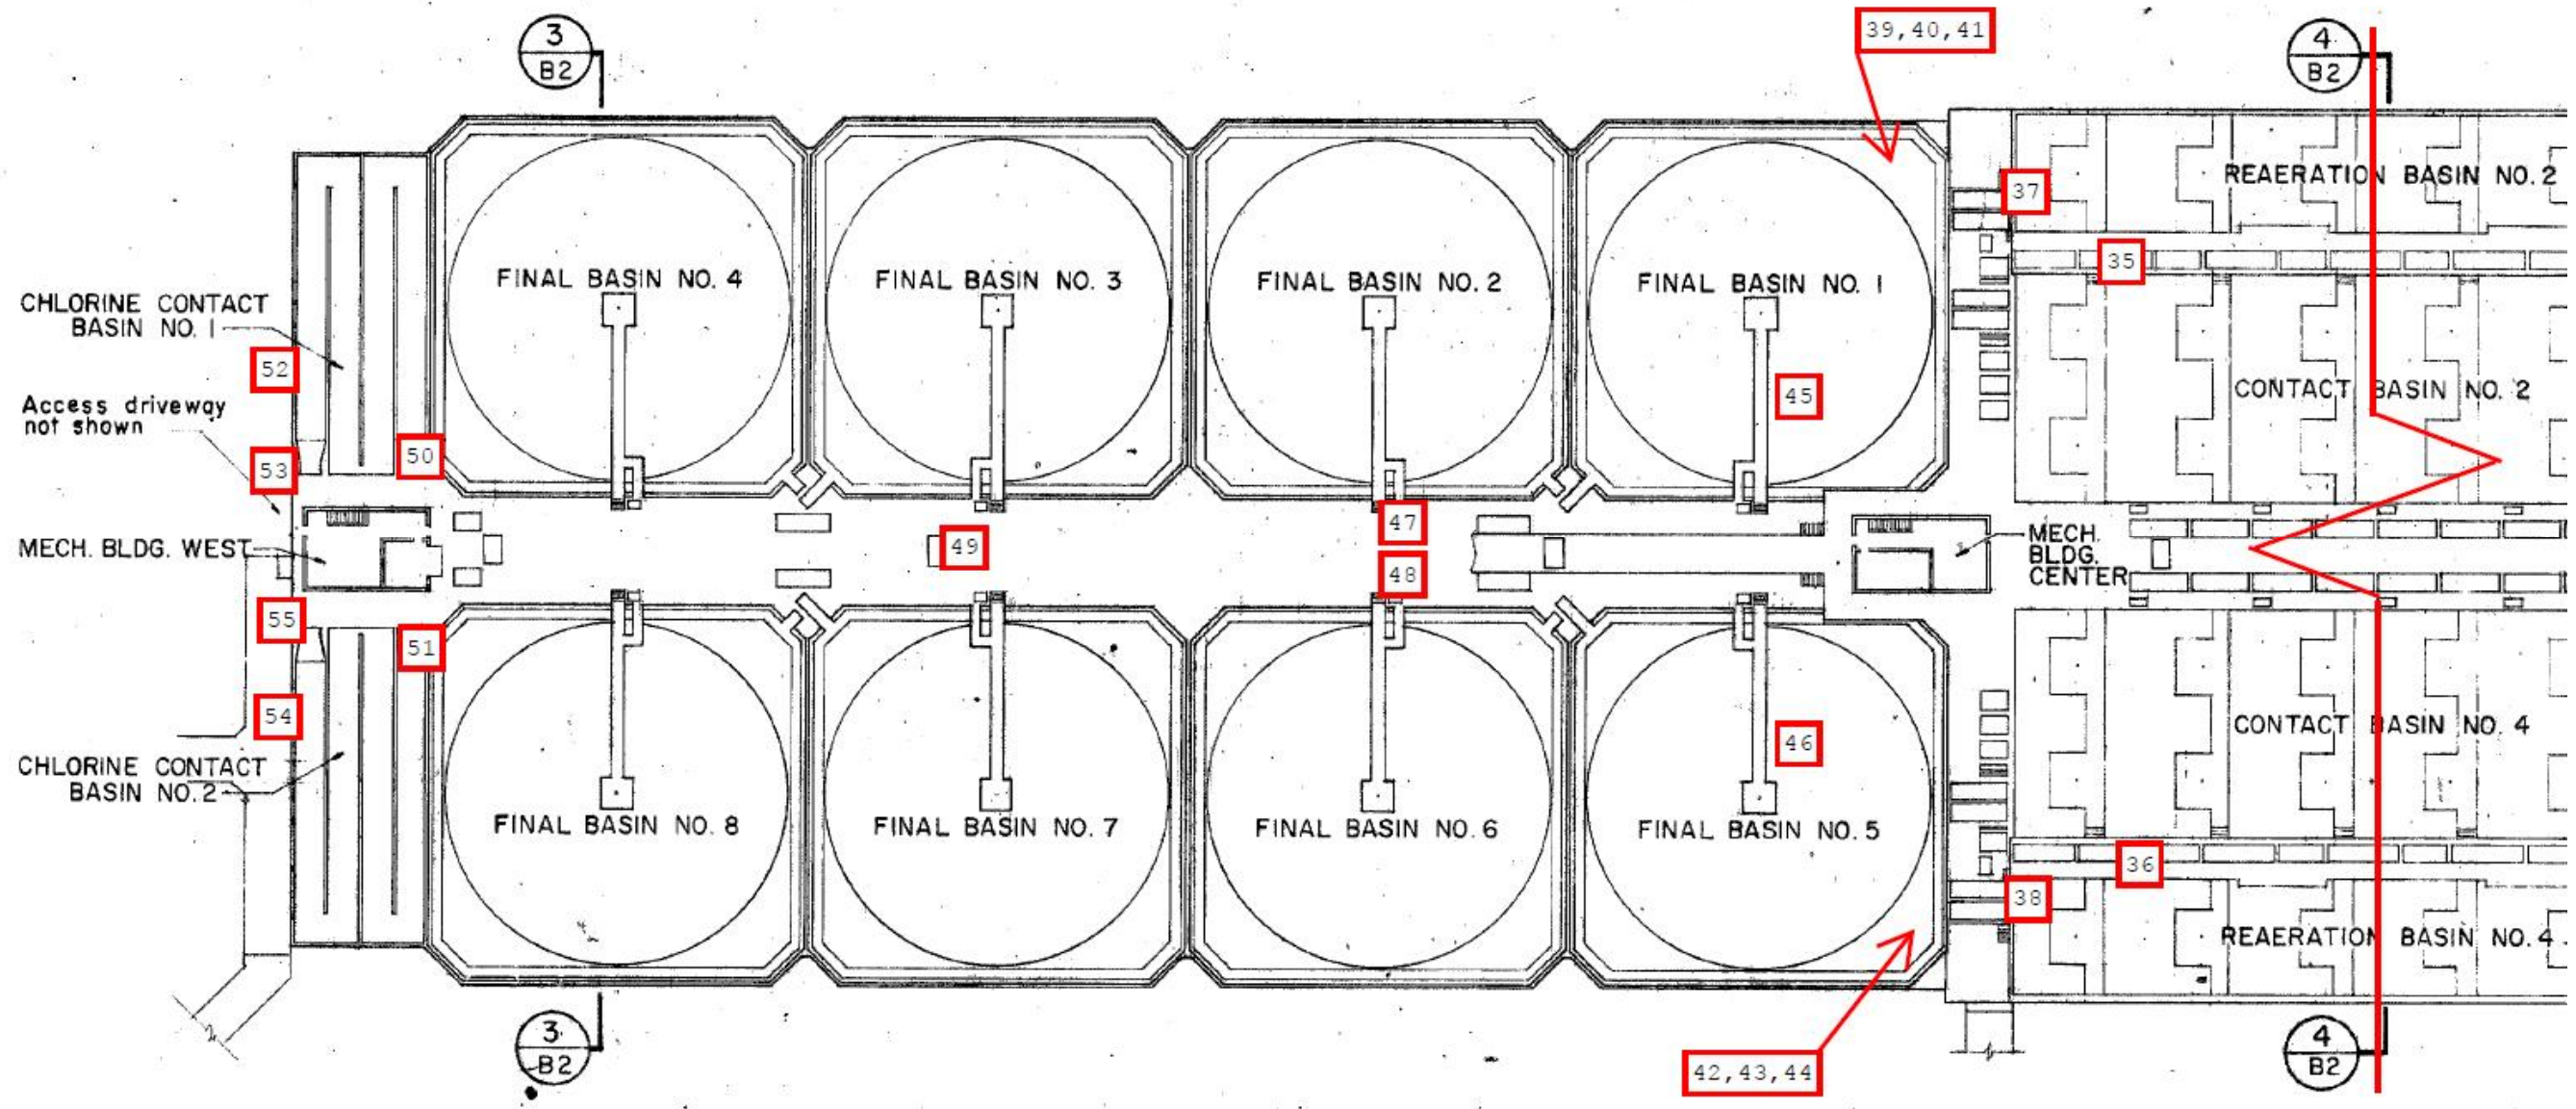 3
B2
39,40,41
4
B2
REAERATION BASIN NO. 2
37
35
FINAL BASIN NO. 4
FINAL BASIN NO. 3
FINAL BASIN NO. 2
FINAL BASIN NO. 1
CHLORINE CONTACT
BASIN NO. 1
52
45
CONTACT BASIN NO. 2
Access driveway
not shown
53
50
47
MECH. BLDG. WEST
49
48
MECH.
BLDG.
CENTER
55
51
54
46
CONTACT BASIN NO. 4
CHLORINE CONTACT
BASIN NO. 2
FINAL BASIN NO. 8
FINAL BASIN NO. 7
FINAL BASIN NO. 6
FINAL BASIN NO. 5
36
38
REAERATION BASIN NO. 4
3
B2
42,43,44
4
B2